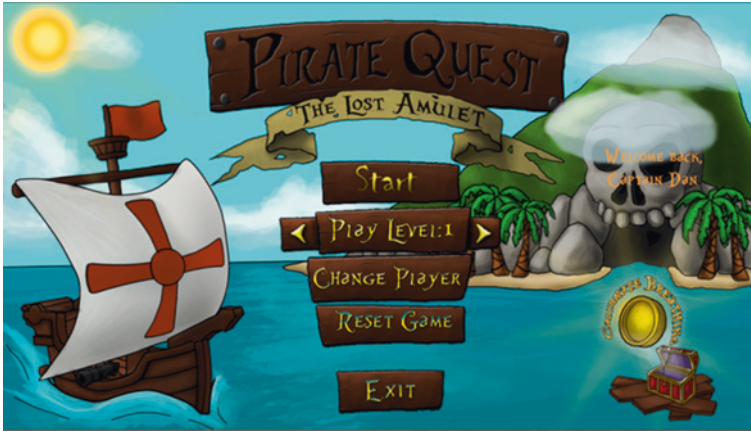 Pirate Quest
The Lost Amulet
Start
Play Level:1
Change Player
Reset Game
Exit
Welcome back,
Captain Dan